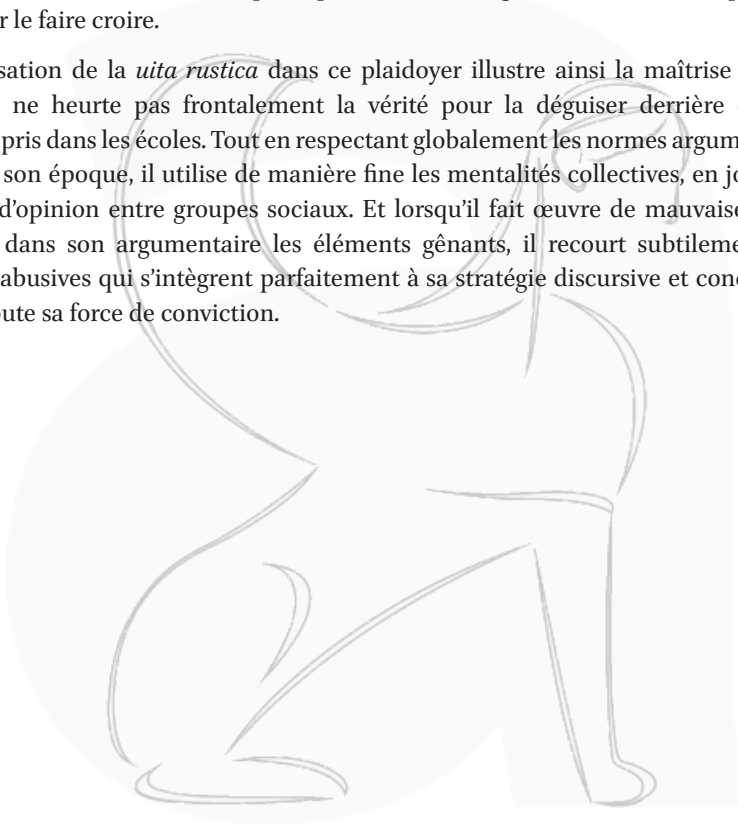 r le faire croire.
sation de la uita rustica dans ce plaidoyer illustre ainsi la maîtrise
ne heurte pas frontalement la vérité pour la déguiser derrière
pris dans les écoles. Tout en respectant globalement les normes argum
son époque, il utilise de manière fine les mentalités collectives, en jo
d'opinion entre groupes sociaux. Et lorsqu'il fait œuvre de mauvais
dans son argumentaire les éléments gênants, il recourt subtileme
abusives qui s'intègrent parfaitement à sa stratégie discursive et con
ute sa force de conviction.